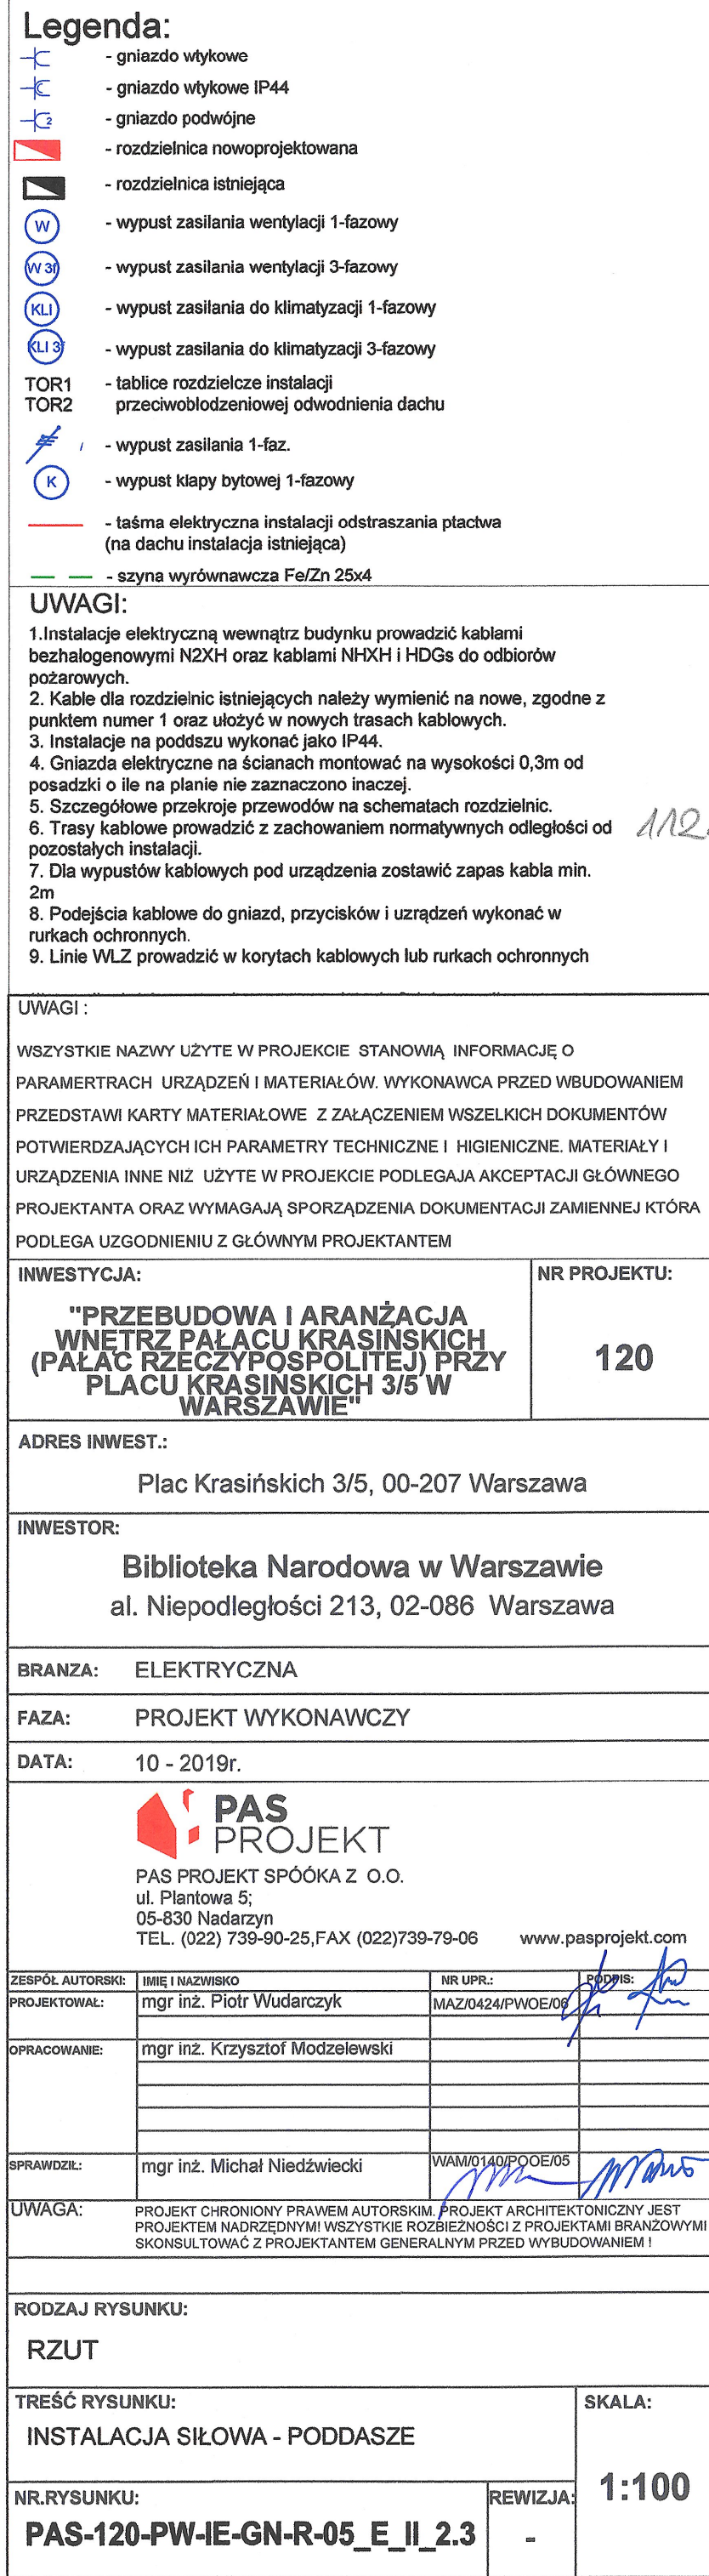 Legenda:
- gniazdo wtykowe
- gniazdo wtykowe IP44
2 - gniazdo podwójne
- rozdzielnica nowoprojektowana
- rozdzielnica istniejąca
W - wypust zasilania wentylacji 1-fazowy
W 3f - wypust zasilania wentylacji 3-fazowy
KLI - wypust zasilania do klimatyzacji 1-fazowy
KLI 3f - wypust zasilania do klimatyzacji 3-fazowy
TOR1 - tablice rozdzielcze instalacji
TOR2 przeciwoblodzeniowej odwodnienia dachu
- wypust zasilania 1-faz.
K - wypust klapy bytowej 1-fazowy
- taśma elektryczna instalacji odstraszania ptactwa
(na dachu instalacja istniejąca)
- szyna wyrównawcza Fe/Zn 25x4
UWAGI:
1.Instalacje elektryczną wewnątrz budynku prowadzić kablami
bezhalogenowymi N2XH oraz kablami NHXH i HDGs do odbiorów
pożarowych.
2. Kable dla rozdzielnic istniejących należy wymienić na nowe, zgodne z
punktem numer 1 oraz ułożyć w nowych trasach kablowych.
3. Instalacje na poddszu wykonać jako IP44.
4. Gniazda elektryczne na ścianach montować na wysokości 0,3m od
posadzki o ile na planie nie zaznaczono inaczej.
5. Szczegółowe przekroje przewodów na schematach rozdzielnic.
6. Trasy kablowe prowadzić z zachowaniem normatywnych odległości od
pozostałych instalacji.
112.
7. Dla wypustów kablowych pod urządzenia zostawić zapas kabla min.
2m
8. Podejścia kablowe do gniazd, przycisków i uzrądzeń wykonać w
rurkach ochronnych.
9. Linie WLZ prowadzić w korytach kablowych lub rurkach ochronnych
UWAGI :
WSZYSTKIE NAZWY UŻYTE W PROJEKCIE STANOWIĄ INFORMACJĘ O
PARAMERTRACH URZĄDZEŃ I MATERIAŁÓW. WYKONAWCA PRZED WBUDOWANIEM
PRZEDSTAWI KARTY MATERIAŁOWE Z ZAŁĄCZENIEM WSZELKICH DOKUMENTÓW
POTWIERDZAJĄCYCH ICH PARAMETRY TECHNICZNE I HIGIENICZNE. MATERIAŁY I
URZĄDZENIA INNE NIŻ UŻYTE W PROJEKCIE PODLEGAJA AKCEPTACJI GŁÓWNEGO
PROJEKTANTA ORAZ WYMAGAJĄ SPORZĄDZENIA DOKUMENTACJI ZAMIENNEJ KTÓRA
PODLEGA UZGODNIENIU Z GŁÓWNYM PROJEKTANTEM
INWESTYCJA:
"PRZEBUDOWA I ARANŻACJA
WNĘTRZ PAŁACU KRASIŃSKICH
(PAŁAC RZECZYPOSPOLITEJ) PRZY
PLACU KRASIŃSKICH 3/5 W
WARSZAWIE"
NR PROJEKTU:
120
ADRES INWEST.:
Plac Krasińskich 3/5, 00-207 Warszawa
INWESTOR:
Biblioteka Narodowa w Warszawie
al. Niepodległości 213, 02-086 Warszawa
BRANŻA: ELEKTRYCZNA
FAZA: PROJEKT WYKONAWCZY
DATA: 10 - 2019r.
PAS
PROJEKT
PAS PROJEKT SPÓÓKA Z O.O.
ul. Plantowa 5;
05-830 Nadarzyn
TEL. (022) 739-90-25,FAX (022)739-79-06 www.pasprojekt.com
ZESPÓŁ AUTORSKI: IMIĘ I NAZWISKO NR UPR.: PODPIS:
PROJEKTOWAŁ: mgr inż. Piotr Wudarczyk MAZ/0424/PWOE/06
OPRACOWANIE: mgr inż. Krzysztof Modzelewski
SPRAWDZIŁ: mgr inż. Michał Niedźwiecki WAM/0140/POOE/05
UWAGA: PROJEKT CHRONIONY PRAWEM AUTORSKIM. PROJEKT ARCHITEKTONICZNY JEST
PROJEKTEM NADRZĘDNYM! WSZYSTKIE ROZBIEŻNOŚCI Z PROJEKTAMI BRANŻOWYMI
SKONSULTOWAĆ Z PROJEKTANTEM GENERALNYM PRZED WYBUDOWANIEM !
RODZAJ RYSUNKU:
RZUT
TREŚĆ RYSUNKU:
INSTALACJA SIŁOWA - PODDASZE
SKALA:
1:100
NR.RYSUNKU:
PAS-120-PW-IE-GN-R-05_E_II_2.3
REWIZJA:
-